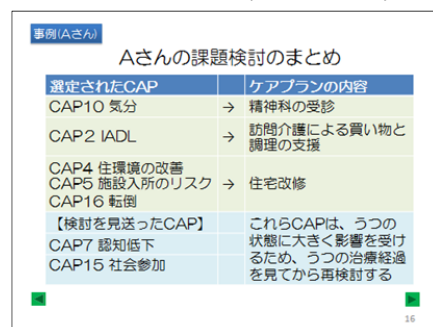 事例(Aさん)
Aさんの課題検討のまとめ
選定されたCAP ケアプランの内容
CAP10 気分 → 精神科の受診
CAP2 IADL → 訪問介護による買い物と
調理の支援
CAP4 住環境の改善
CAP5 施設入所のリスク → 住宅改修
CAP16 転倒
【検討を見送ったCAP】
CAP7 認知低下
CAP15 社会参加
これらCAPは、うつの
状態に大きく影響を受け
るため、うつの治療経過
を見てから再検討する
16